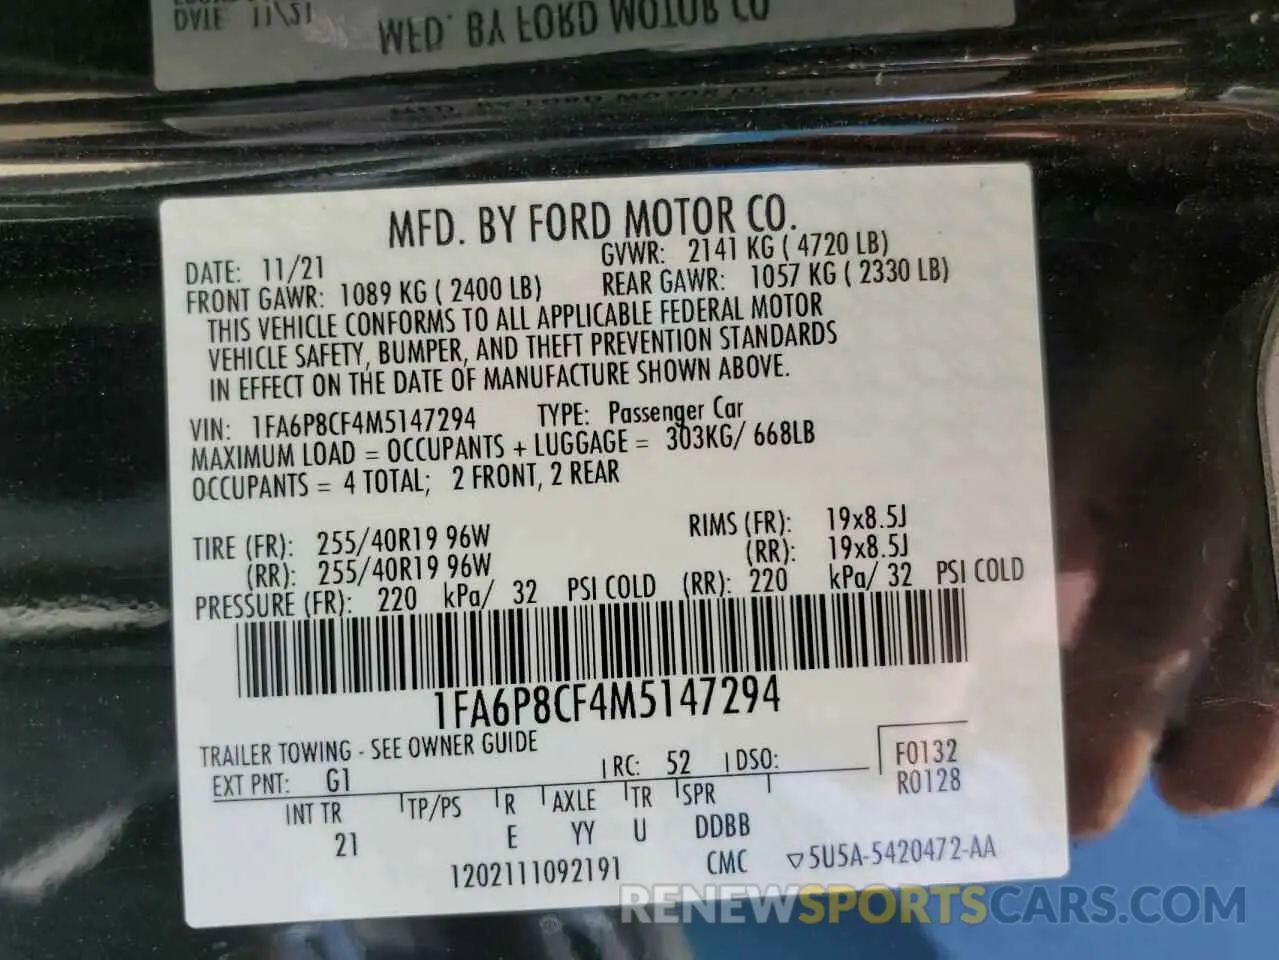 DATE 11/21
MFD. BY FORD MOTOR CO
MFD. BY FORD MOTOR CO.
DATE: 11/21 GVWR: 2141 KG ( 4720 LB)
FRONT GAWR: 1089 KG ( 2400 LB) REAR GAWR: 1057 KG ( 2330 LB)
THIS VEHICLE CONFORMS TO ALL APPLICABLE FEDERAL MOTOR
VEHICLE SAFETY, BUMPER, AND THEFT PREVENTION STANDARDS
IN EFFECT ON THE DATE OF MANUFACTURE SHOWN ABOVE.
VIN: 1FA6P8CF4M5147294 TYPE: Passenger Car
MAXIMUM LOAD = OCCUPANTS + LUGGAGE = 303KG/ 668LB
OCCUPANTS = 4 TOTAL; 2 FRONT, 2 REAR
TIRE (FR): 255/40R19 96W RIMS (FR): 19x8.5J
(RR): 255/40R19 96W (RR): 19x8.5J
PRESSURE (FR): 220 kPa/ 32 PSI COLD (RR): 220 kPa/ 32 PSI COLD
1FA6P8CF4M5147294
TRAILER TOWING - SEE OWNER GUIDE
EXT PNT: G1 RC: 52 DSO: F0132
R0128
INT TR TP/PS R AXLE TR SPR
21 E YY U DDBB
1202111092191 CMC ▽5U5A-5420472-AA
RENEWSPORTSCARS.COM